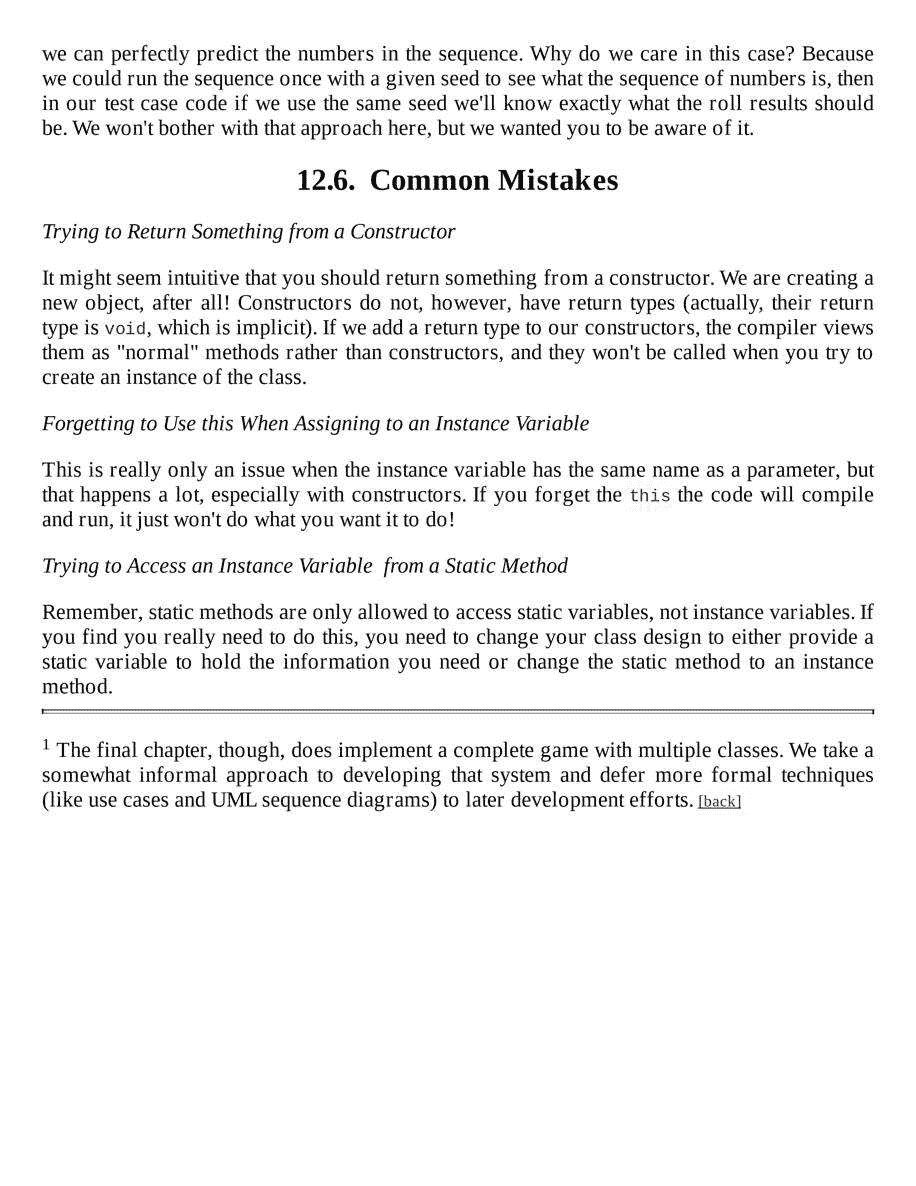 we can perfectly predict the numbers in the sequence. Why do we care in this case? Because
we could run the sequence once with a given seed to see what the sequence of numbers is, then
in our test case code if we use the same seed we'll know exactly what the roll results should
be. We won't bother with that approach here, but we wanted you to be aware of it.
12.6. Common Mistakes
Trying to Return Something from a Constructor
It might seem intuitive that you should return something from a constructor. We are creating a
new object, after all! Constructors do not, however, have return types (actually, their return
type is void, which is implicit). If we add a return type to our constructors, the compiler views
them as "normal" methods rather than constructors, and they won't be called when you try to
create an instance of the class.
Forgetting to Use this When Assigning to an Instance Variable
This is really only an issue when the instance variable has the same name as a parameter, but
that happens a lot, especially with constructors. If you forget the this the code will compile
and run, it just won't do what you want it to do!
Trying to Access an Instance Variable from a Static Method
Remember, static methods are only allowed to access static variables, not instance variables. If
you find you really need to do this, you need to change your class design to either provide a
static variable to hold the information you need or change the static method to an instance
method.
1 The final chapter, though, does implement a complete game with multiple classes. We take a
somewhat informal approach to developing that system and defer more formal techniques
(like use cases and UML sequence diagrams) to later development efforts. [back]